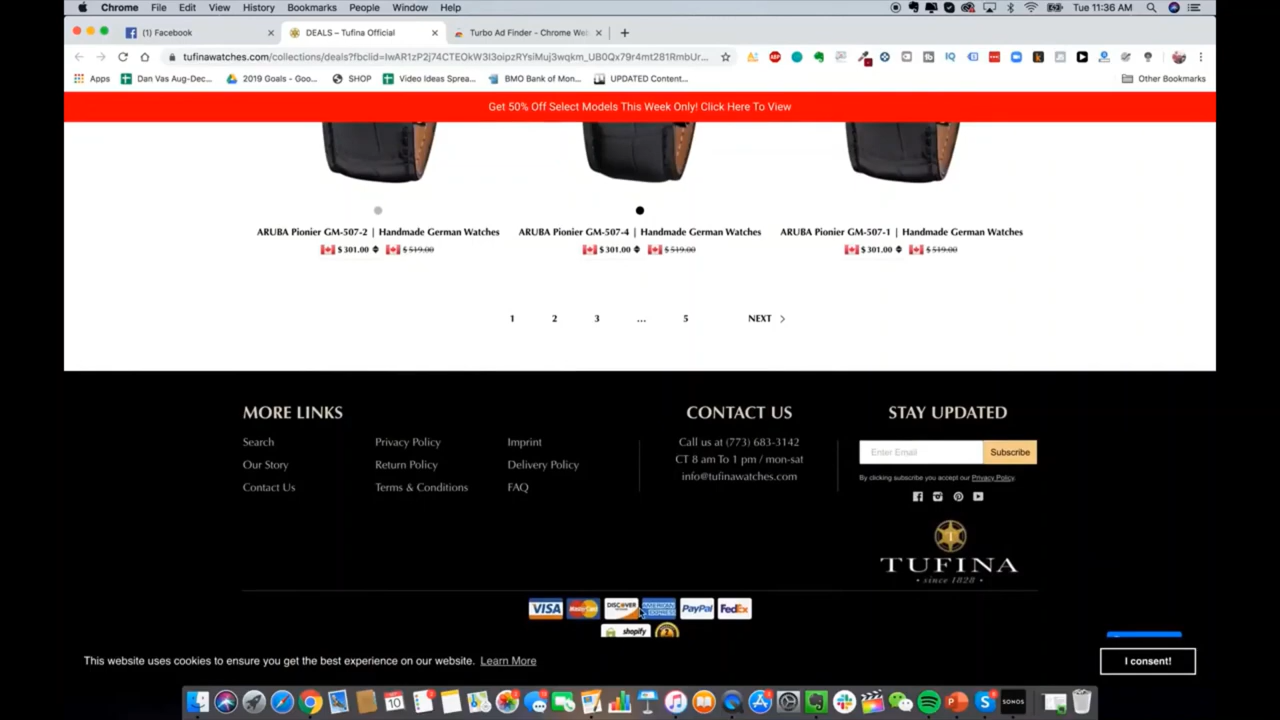 Chrome File Edit View History Bookmarks People Window Help Tue 11:36 AM
(1) Facebook DEALS – Tufina Official Turbo Ad Finder - Chrome We
tufinawatches.com/collections/deals?fbclid=IwAR1zP2j74CTEOkW3I3oipzRYsiMuj3wqkm_UB0Qx79r4mt281RmbUr...
Apps Dan Vas Aug-Dec... 2019 Goals - Goo... SHOP Video Ideas Sprea... BMO Bank of Mon... UPDATED Content... Other Bookmarks
Get 50% Off Select Models This Week Only! Click Here To View
ARUBA Pionier GM-507-2 | Handmade German Watches ARUBA Pionier GM-507-4 | Handmade German Watches ARUBA Pionier GM-507-1 | Handmade German Watches
$ 301.00 $ 519.00 $ 301.00 $ 519.00 $ 301.00 $ 519.00
1 2 3 ... 5 NEXT
MORE LINKS
Search Privacy Policy Imprint
Our Story Return Policy Delivery Policy
Contact Us Terms & Conditions FAQ
CONTACT US
Call us at (773) 683-3142
CT 8 am To 1 pm / mon-sat
info@tufinawatches.com
STAY UPDATED
Enter Email Subscribe
By clicking subscribe you accept our Privacy Policy.
TUFINA
• since 1828 •
VISA MasterCard DISCOVER AMERICAN EXPRESS PayPal FedEx
shopify
This website uses cookies to ensure you get the best experience on our website. Learn More I consent!
10 SONOS